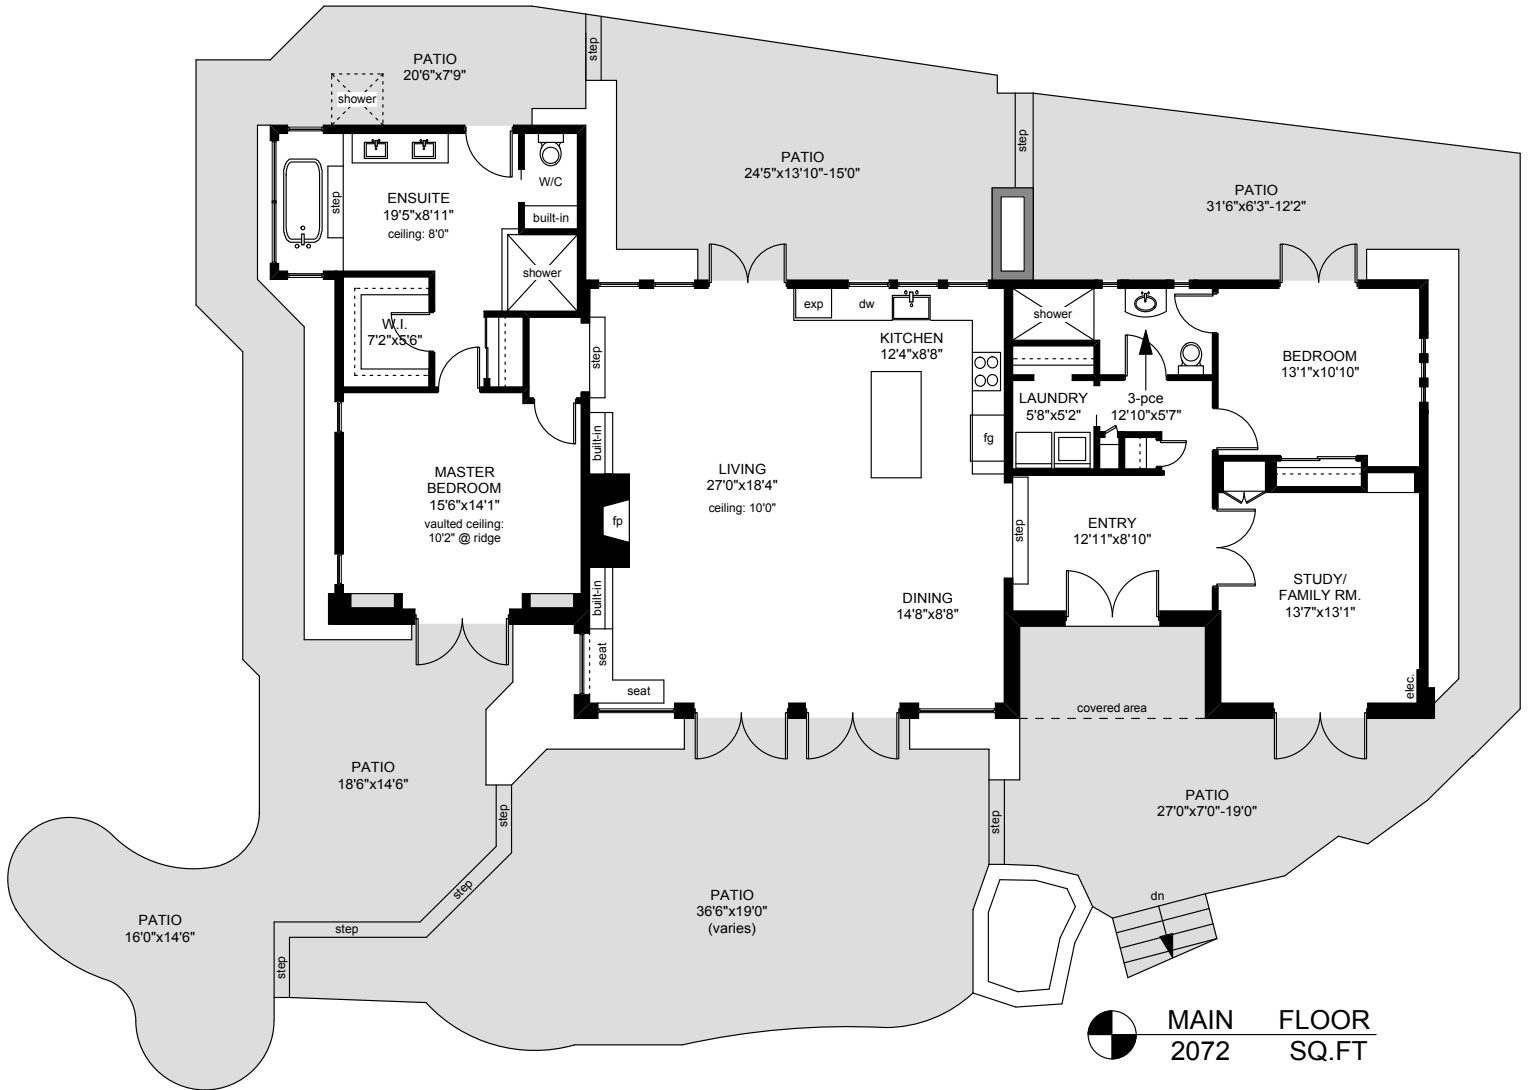 PATIO
20'6"x7'9"
step
shower
PATIO
24'5"x13'10"-15'0"
step
PATIO
31'6"x6'3"-12'2"
W/C
built-in
step
ENSUITE
19'5"x8'11"
ceiling: 8'0"
shower
W.I.
7'2"x5'6"
step
exp
dw
KITCHEN
12'4"x8'8"
fg
shower
BEDROOM
13'1"x10'10"
LAUNDRY
5'8"x5'2"
3-pce
12'10"x5'7"
built-in
MASTER
BEDROOM
15'6"x14'1"
vaulted ceiling:
10'2" @ ridge
fp
LIVING
27'0"x18'4"
ceiling: 10'0"
step
ENTRY
12'11"x8'10"
STUDY/
FAMILY RM.
13'7"x13'1"
built-in
DINING
14'8"x8'8"
seat
seat
elec.
covered area
PATIO
18'6"x14'6"
step
step
PATIO
27'0"x7'0"-19'0"
step
PATIO
36'6"x19'0"
(varies)
dn
PATIO
16'0"x14'6"
step
step
MAIN FLOOR
2072 SQ.FT